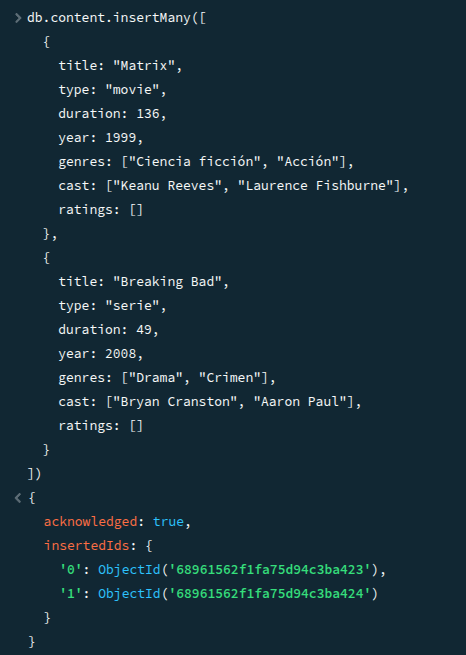 > db.content.insertMany([
{
title: "Matrix",
type: "movie",
duration: 136,
year: 1999,
genres: ["Ciencia ficción", "Acción"],
cast: ["Keanu Reeves", "Laurence Fishburne"],
ratings: []
},
{
title: "Breaking Bad",
type: "serie",
duration: 49,
year: 2008,
genres: ["Drama", "Crimen"],
cast: ["Bryan Cranston", "Aaron Paul"],
ratings: []
}
])
< {
acknowledged: true,
insertedIds: {
'0': ObjectId('68961562f1fa75d94c3ba423'),
'1': ObjectId('68961562f1fa75d94c3ba424')
}
}